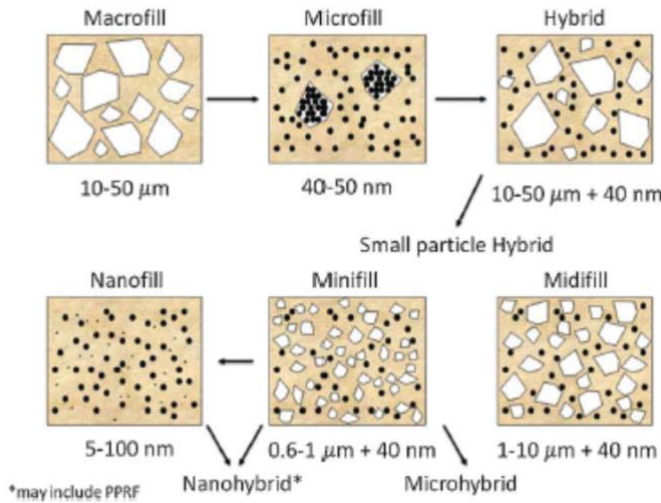 Macrofill
Microfill
Hybrid
10-50 µm
40-50 nm
10-50 µm + 40 nm
Small particle Hybrid
Nanofill
Minifill
Midifill
5-100 nm
0.6-1 µm + 40 nm
1-10 µm + 40 nm
Nanohybrid*
Microhybrid
*may include PPRF